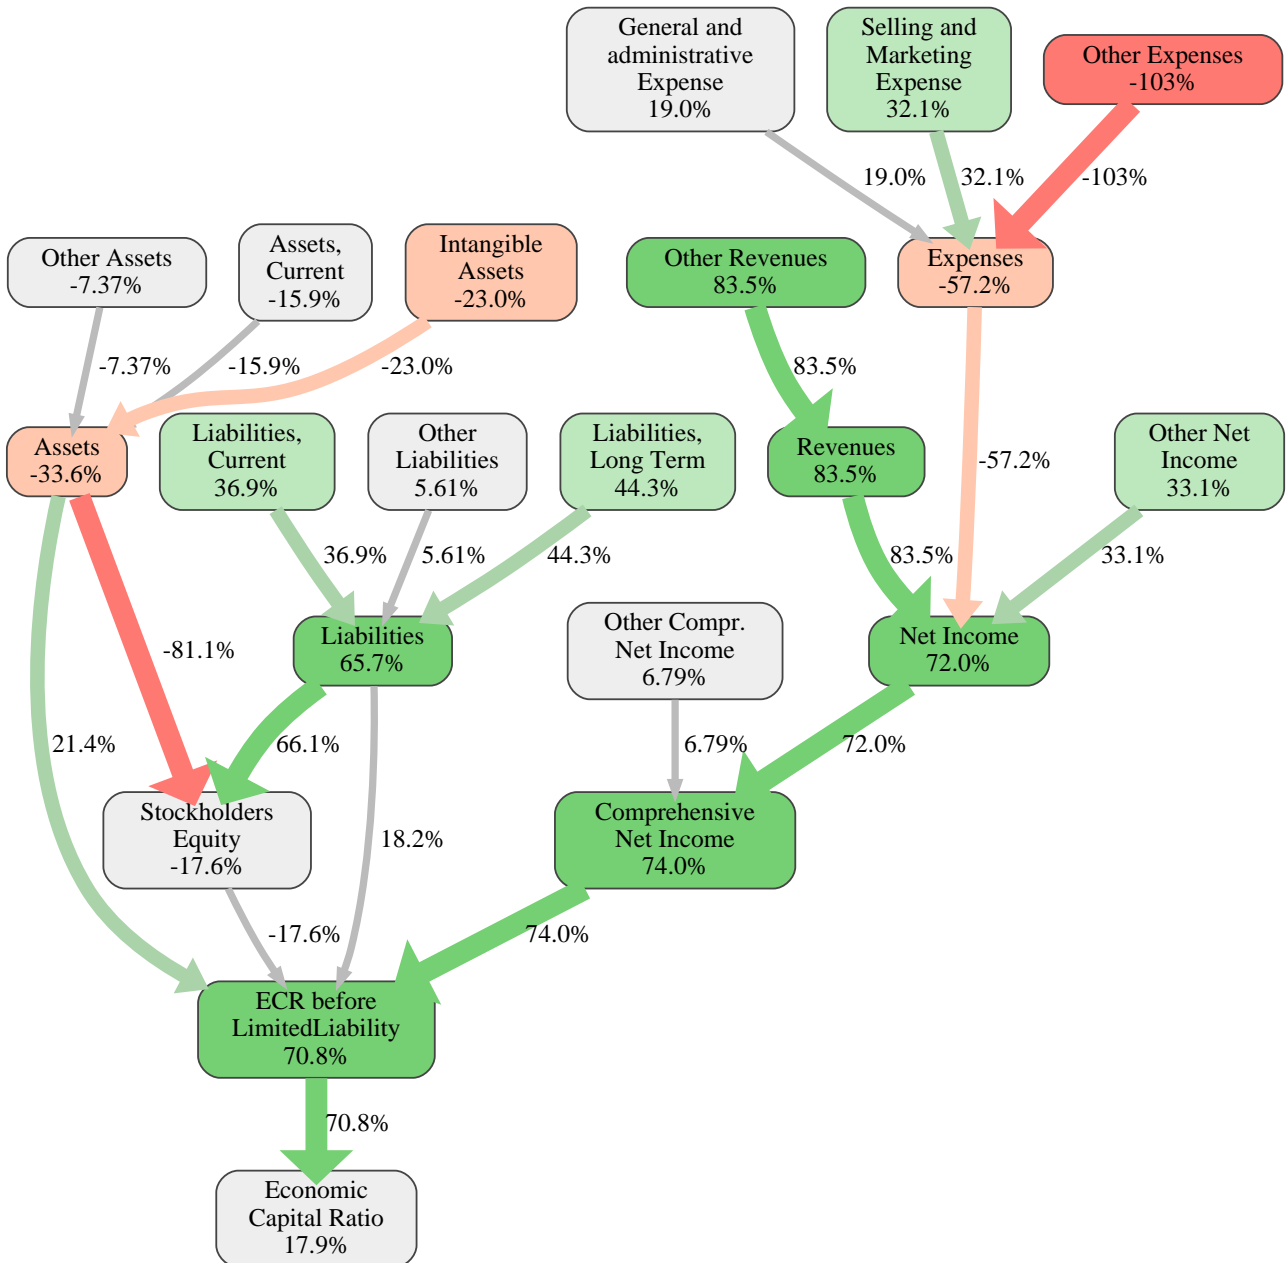 General and
administrative
Expense
19.0%
Selling and
Marketing
Expense
32.1%
Other Expenses
-103%
19.0%
32.1%
-103%
Other Assets
-7.37%
Assets,
Current
-15.9%
Intangible
Assets
-23.0%
Other Revenues
83.5%
Expenses
-57.2%
-7.37%
-15.9%
-23.0%
83.5%
Assets
-33.6%
Liabilities,
Current
36.9%
Other
Liabilities
5.61%
Liabilities,
Long Term
44.3%
Revenues
83.5%
-57.2%
Other Net
Income
33.1%
36.9%
5.61%
44.3%
83.5%
33.1%
-81.1%
Liabilities
65.7%
Other Compr.
Net Income
6.79%
Net Income
72.0%
21.4%
66.1%
6.79%
72.0%
Stockholders
Equity
-17.6%
18.2%
Comprehensive
Net Income
74.0%
-17.6%
74.0%
ECR before
LimitedLiability
70.8%
70.8%
Economic
Capital Ratio
17.9%